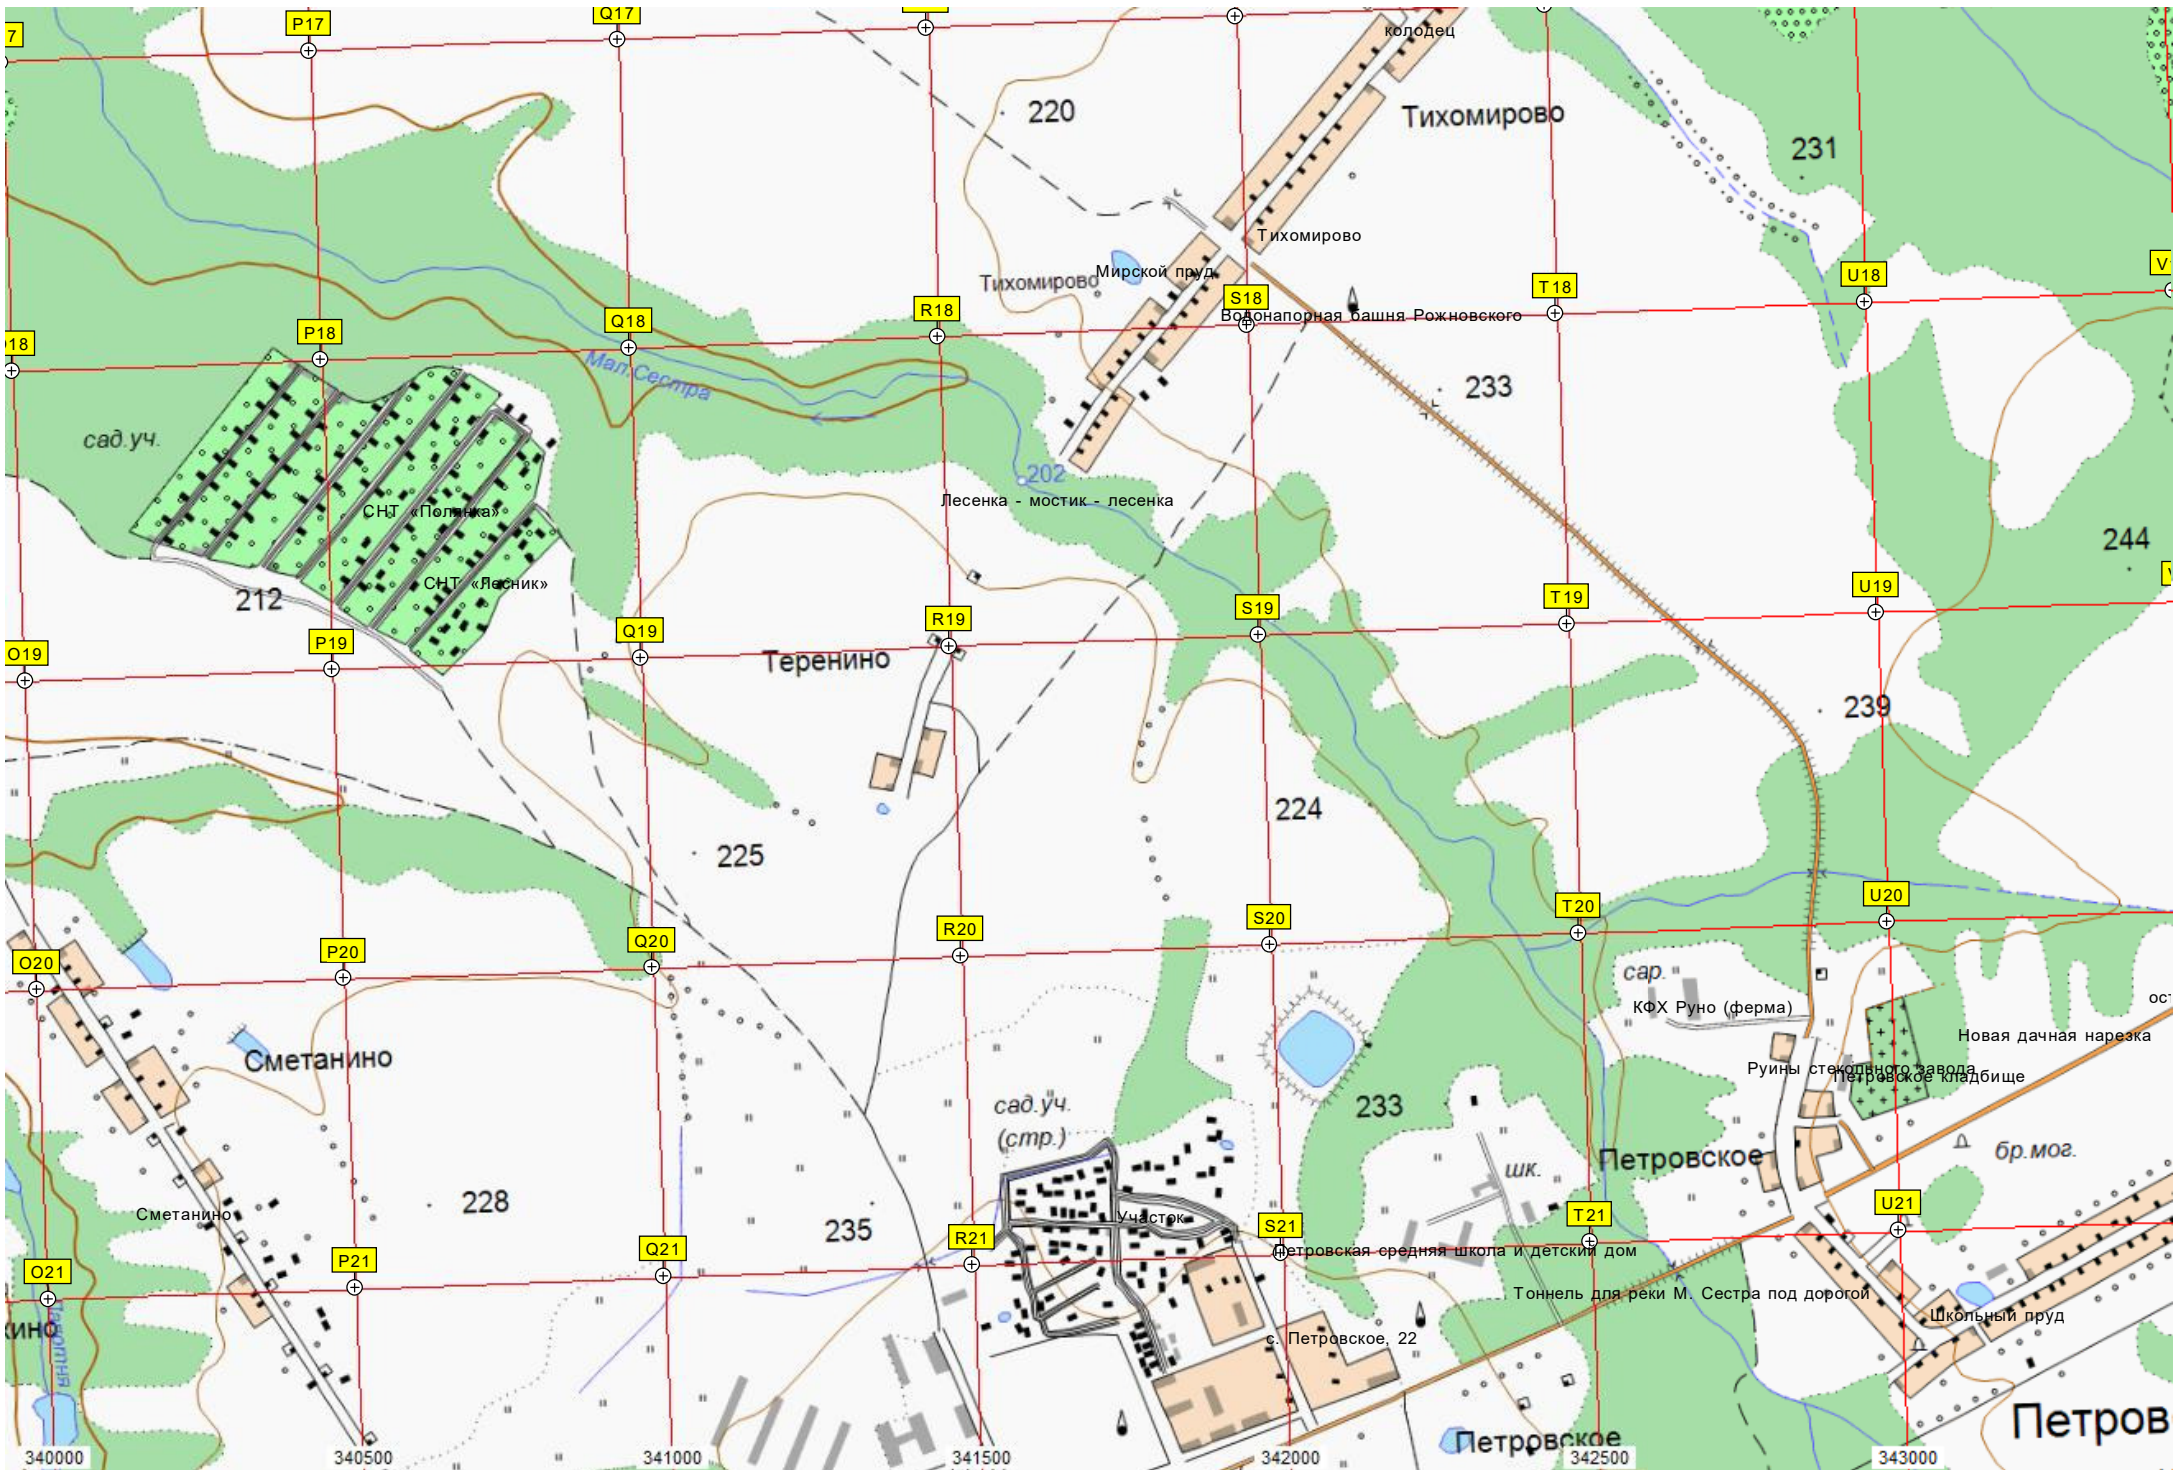 7
P17
Q17
колодец
220
Тихомирово
231
Тихомирово
Мирской пруд
Тихомирово
S18
T18
U18
R18
Q18
P18
18
Водонапорная башня Рожновского
Мал.Сестра
233
сад.уч.
202
Лесенка - мостик - лесенка
СНТ «Полянка»
244
СНТ «Лесник»
212
U19
T19
S19
R19
Q19
P19
O19
Теренино
239
224
225
U20
T20
S20
R20
Q20
P20
O20
сар.
КФХ Руно (ферма)
Новая дачная нарезка
Сметанино
Руины стекольного завода
Петровское кладбище
сад.уч.
(стр.)
233
бр.мог.
Петровское
шк.
228
Сметанино
235
Участок
U21
T21
S21
R21
Q21
P21
O21
Петровская средняя школа и детский дом
Тоннель для реки М. Сестра под дорогой
Школьный пруд
кино
с. Петровское, 22
Петров
Петровское
340000
340500
341000
341500
342000
342500
343000